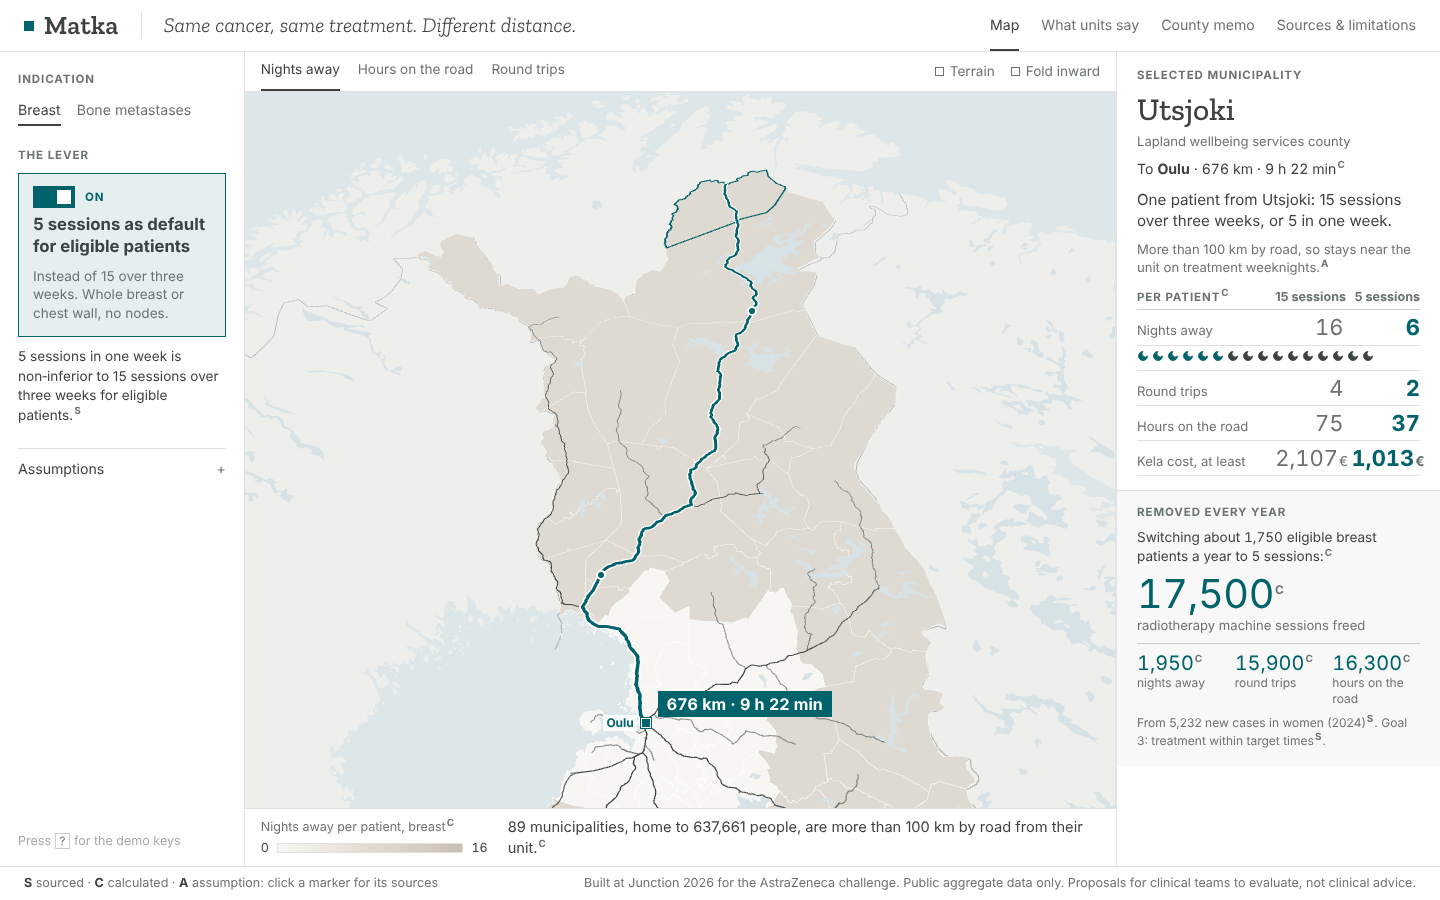 Matka
Same cancer, same treatment. Different distance.
Map
What units say
County memo
Sources & limitations
INDICATION
Breast
Bone metastases
THE LEVER
ON
5 sessions as default
for eligible patients
Instead of 15 over three
weeks. Whole breast or
chest wall, no nodes.
5 sessions in one week is
non-inferior to 15 sessions over
three weeks for eligible
patients.S
Assumptions +
Press ? for the demo keys
Nights away
Hours on the road
Round trips
Terrain
Fold inward
676 km · 9 h 22 min
Oulu
Nights away per patient, breastC
0 16
89 municipalities, home to 637,661 people, are more than 100 km by road from their
unit.C
SELECTED MUNICIPALITY
Utsjoki
Lapland wellbeing services county
To Oulu · 676 km · 9 h 22 minC
One patient from Utsjoki: 15 sessions
over three weeks, or 5 in one week.
More than 100 km by road, so stays near the
unit on treatment weeknights.A
PER PATIENTC 15 sessions 5 sessions
Nights away 16 6
Round trips 4 2
Hours on the road 75 37
Kela cost, at least 2,107€ 1,013€
REMOVED EVERY YEAR
Switching about 1,750 eligible breast
patients a year to 5 sessions:C
17,500C
radiotherapy machine sessions freed
1,950C 15,900C 16,300C
nights away round trips hours on the
road
From 5,232 new cases in women (2024)S. Goal
3: treatment within target timesS.
S sourced · C calculated · A assumption: click a marker for its sources
Built at Junction 2026 for the AstraZeneca challenge. Public aggregate data only. Proposals for clinical teams to evaluate, not clinical advice.